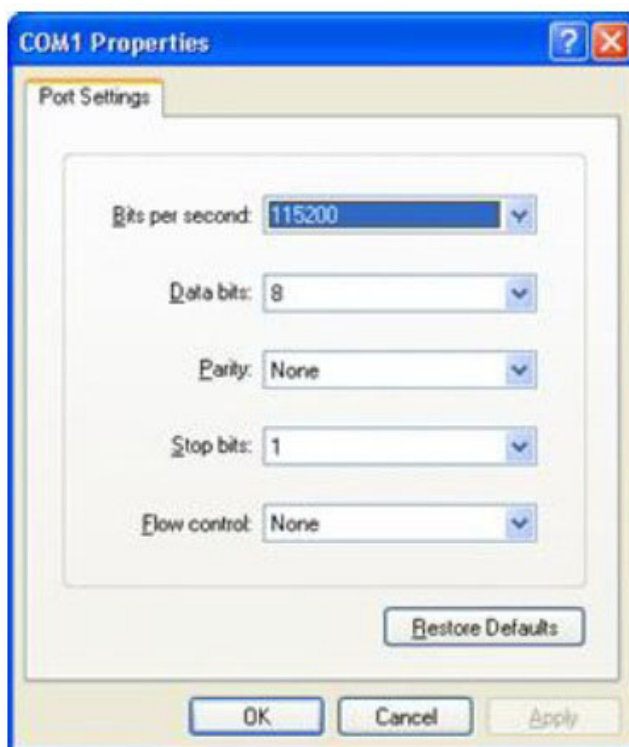 COM1 Properties
Port Settings
Bits per second: 115200
Data bits: 8
Parity: None
Stop bits: 1
Flow control: None
Restore Defaults
OK Cancel Apply